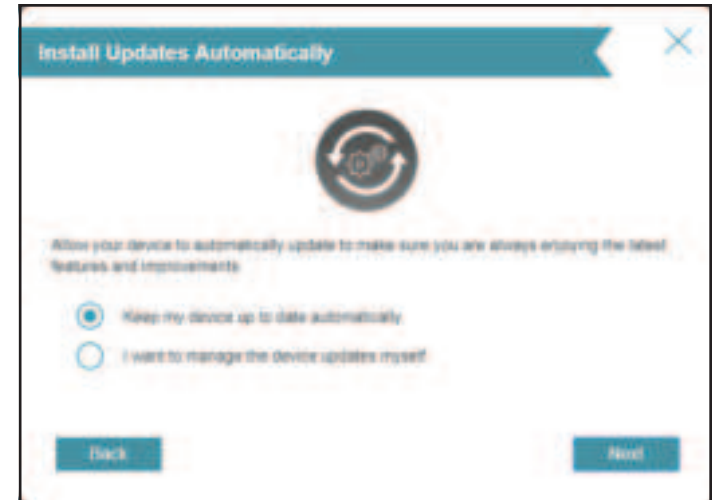 Install Updates Automatically
Allow your device to automatically update to make sure you are always enjoying the latest
features and improvements
Keep my device up to date automatically
I want to manage the device updates myself
Back
Next